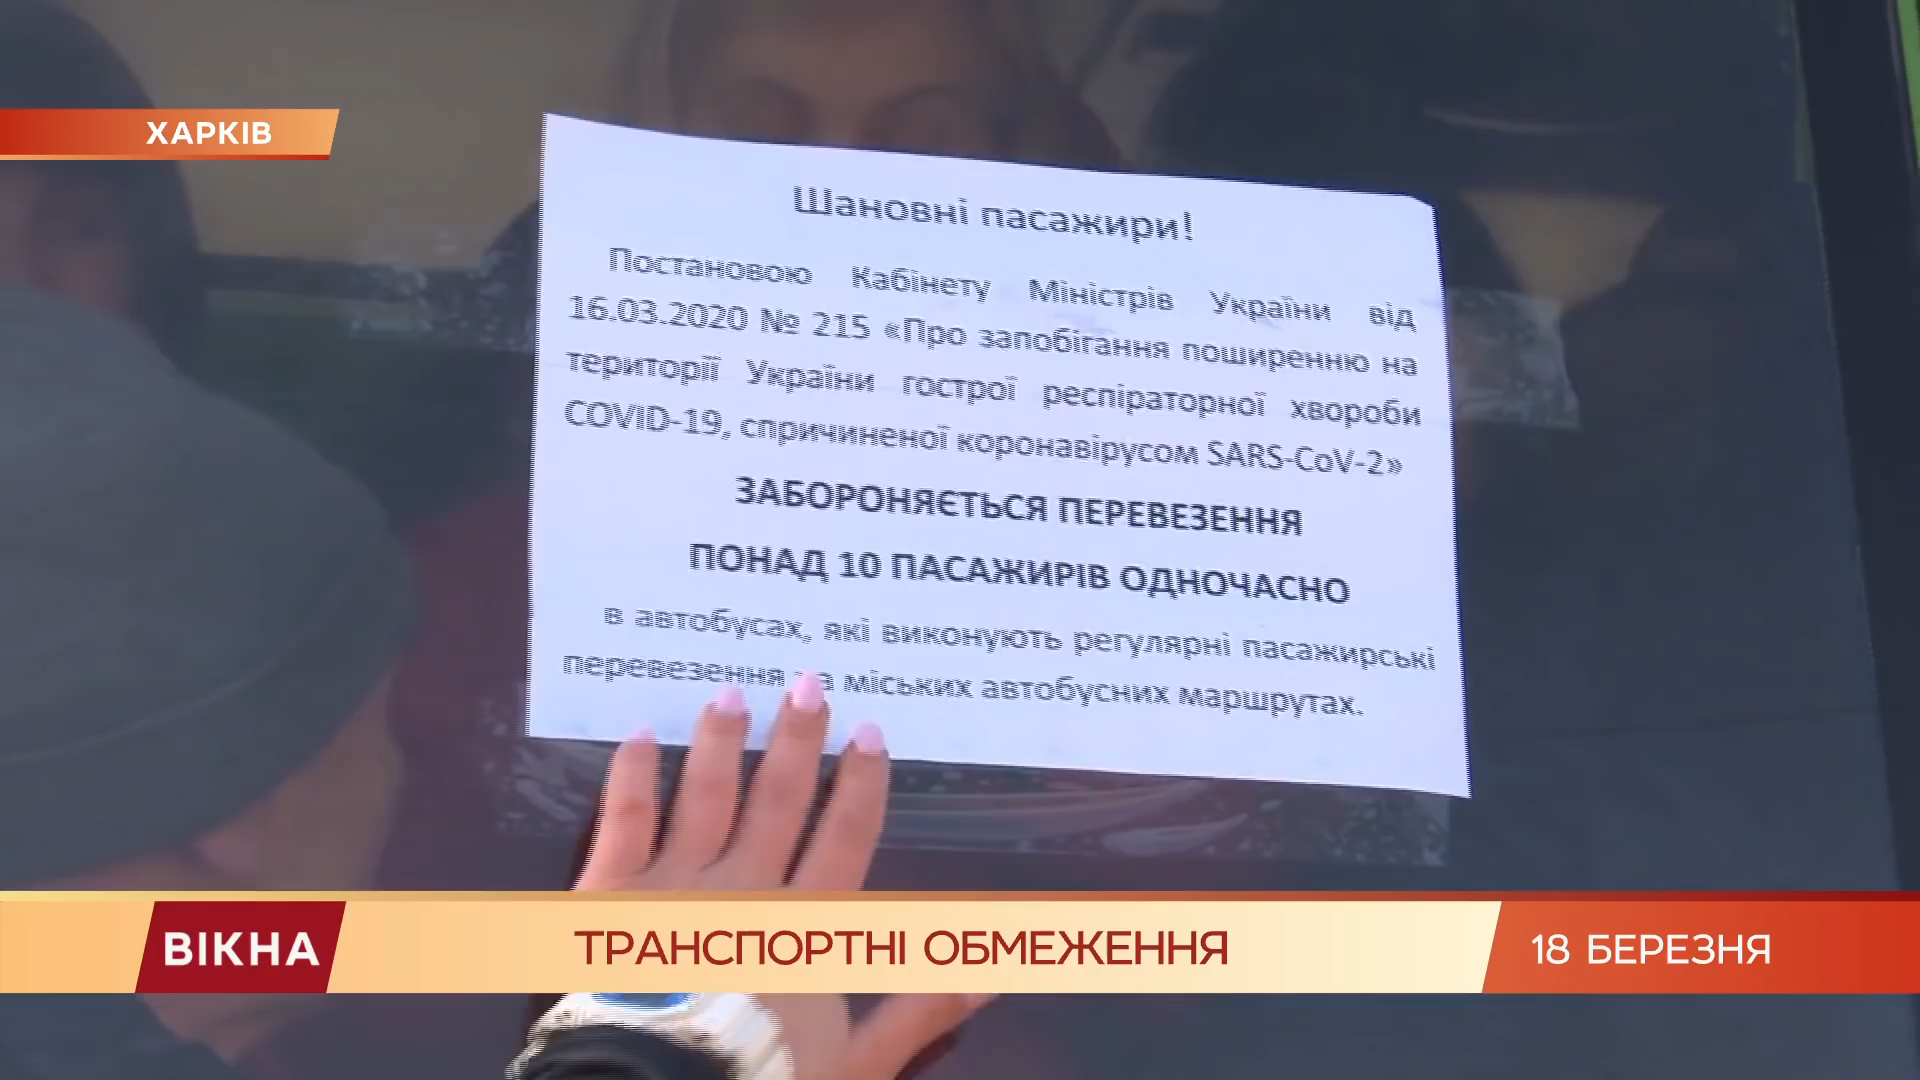 ХАРКІВ
Шановні пасажири!
Постановою Кабінету Міністрів України від
16.03.2020 № 215 «Про запобігання поширенню на
території України гострої респіраторної хвороби
COVID-19, спричиненої коронавірусом SARS-CoV-2»
ЗАБОРОНЯЄТЬСЯ ПЕРЕВЕЗЕННЯ
ПОНАД 10 ПАСАЖИРІВ ОДНОЧАСНО
в автобусах, які виконують регулярні пасажирські
перевезення на міських автобусних маршрутах.
ВІКНА
ТРАНСПОРТНІ ОБМЕЖЕННЯ
18 БЕРЕЗНЯ